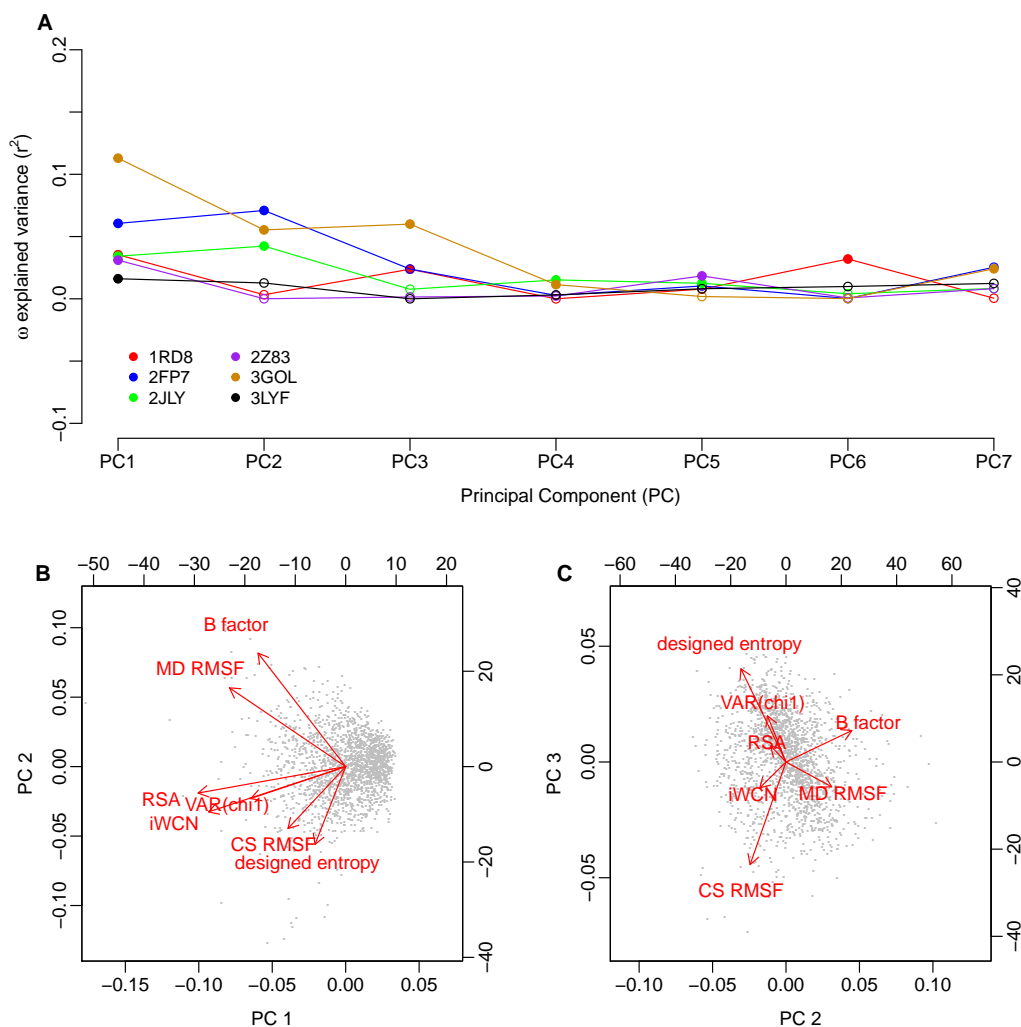 A
ω explained variance (r²)
0.2
0.1
0.0
−0.1
1RD8
2FP7
2JLY
2Z83
3GOL
3LYF
PC1 PC2 PC3 PC4 PC5 PC6 PC7
Principal Component (PC)
B
−50 −40 −30 −20 −10 0 10 20
PC 2
0.10
0.05
0.00
−0.05
−0.10
20
0
−20
−40
B factor
MD RMSF
RSA
VAR(chi1)
iWCN
CS RMSF
designed entropy
−0.15 −0.10 −0.05 0.00 0.05
PC 1
C
−60 −40 −20 0 20 40 60
PC 3
0.05
0.00
−0.05
40
20
0
−20
−40
designed entropy
VAR(chi1)
B factor
RSA
iWCN
MD RMSF
CS RMSF
−0.10 −0.05 0.00 0.05 0.10
PC 2